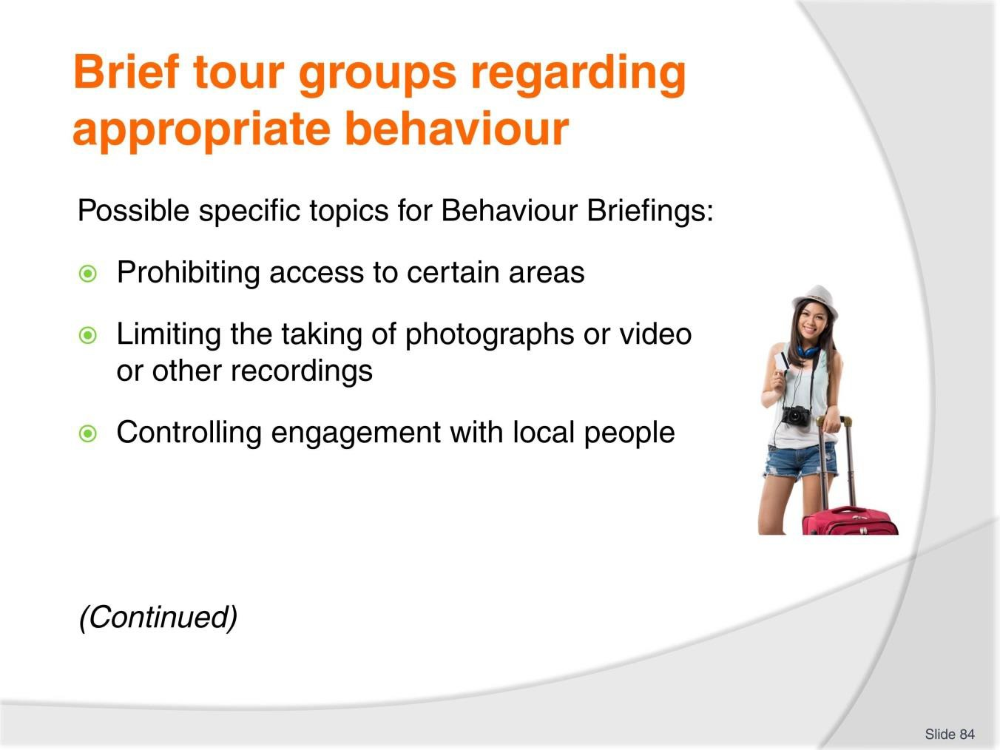 Brief tour groups regarding
appropriate behaviour
Possible specific topics for Behaviour Briefings:
Prohibiting access to certain areas
Limiting the taking of photographs or video
or other recordings
Controlling engagement with local people
(Continued)
Slide 84